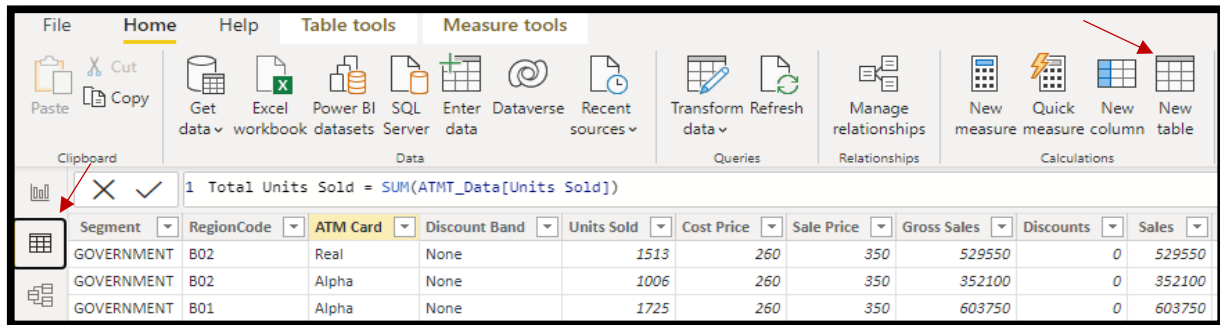 File Home Help Table tools Measure tools
Cut
Paste Copy
Get data Excel workbook Power BI datasets SQL Server Enter data Dataverse Recent sources Transform data Refresh Manage relationships New measure Quick measure New column New table
Clipboard Data Queries Relationships Calculations
1 Total Units Sold = SUM(ATMT_Data[Units Sold])
Segment RegionCode ATM Card Discount Band Units Sold Cost Price Sale Price Gross Sales Discounts Sales
GOVERNMENT B02 Real None 1513 260 350 529550 0 529550
GOVERNMENT B02 Alpha None 1006 260 350 352100 0 352100
GOVERNMENT B01 Alpha None 1725 260 350 603750 0 603750